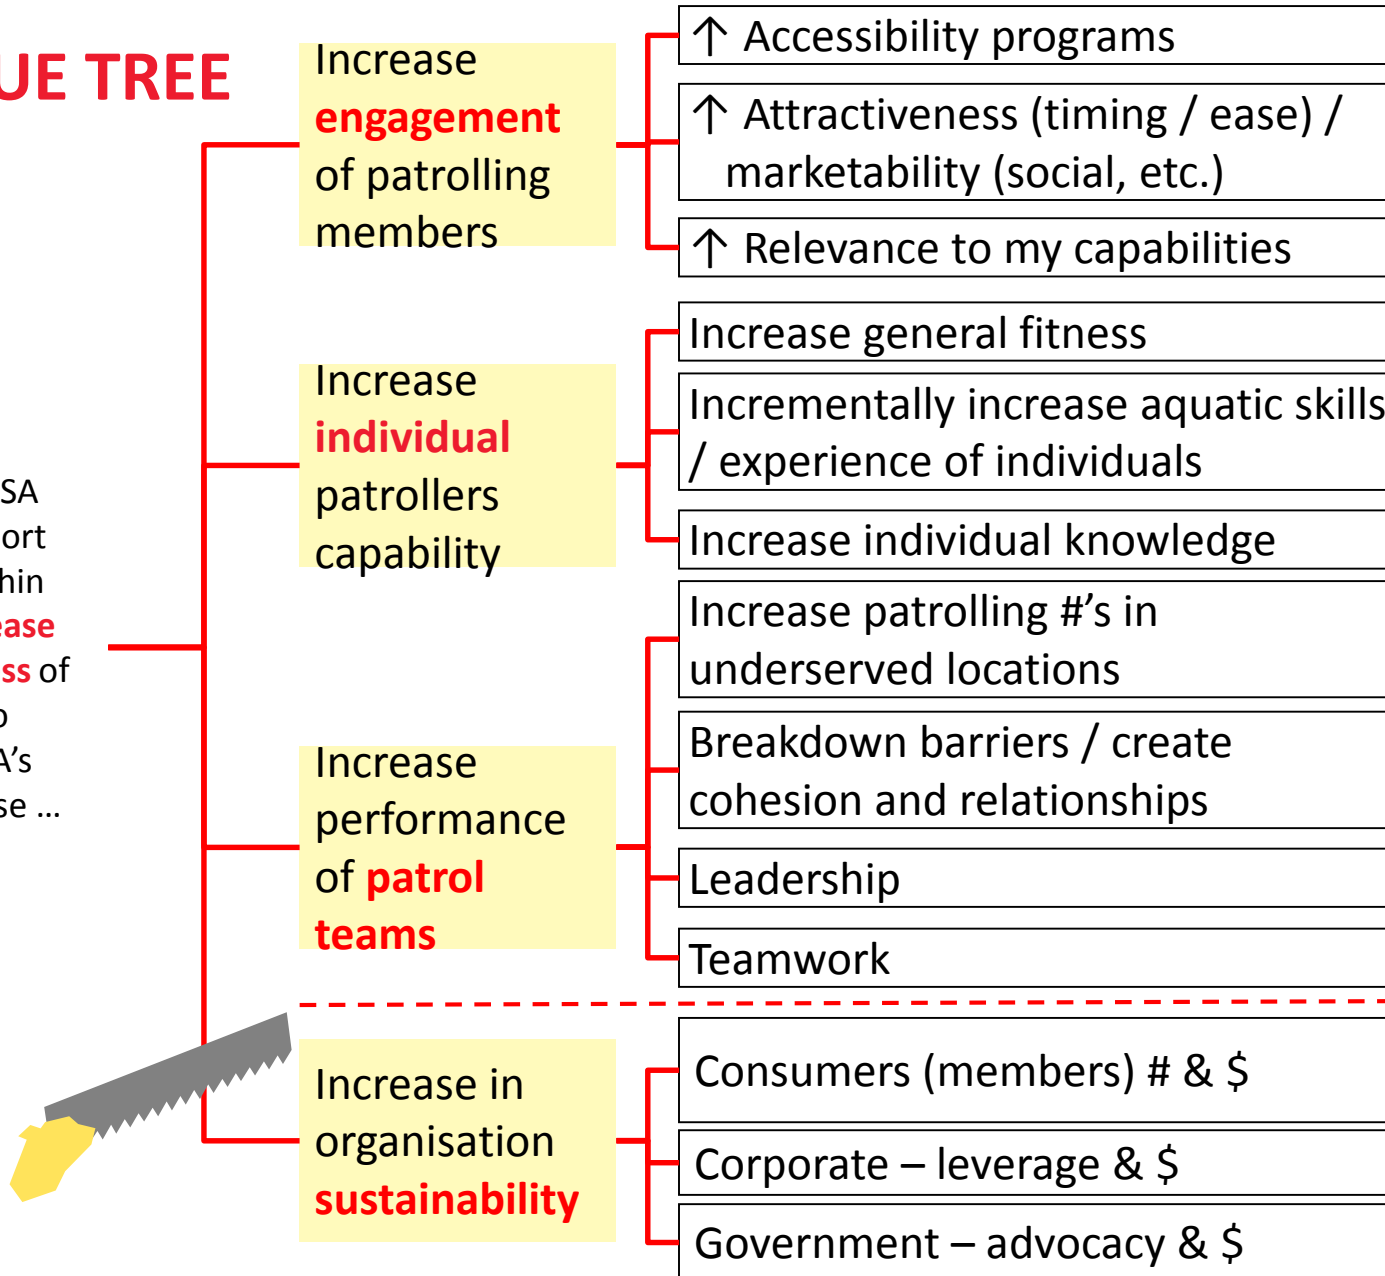 UE TREE
SA
ort
hin
ease
ss of
o
A's
se ...
Increase
engagement
of patrolling
members
↑ Accessibility programs
↑ Attractiveness (timing / ease) /
marketability (social, etc.)
↑ Relevance to my capabilities
Increase
individual
patrollers
capability
Increase general fitness
Incrementally increase aquatic skills
/ experience of individuals
Increase individual knowledge
Increase
performance
of patrol
teams
Increase patrolling #'s in
underserved locations
Breakdown barriers / create
cohesion and relationships
Leadership
Teamwork
Increase in
organisation
sustainability
Consumers (members) # & $
Corporate – leverage & $
Government – advocacy & $